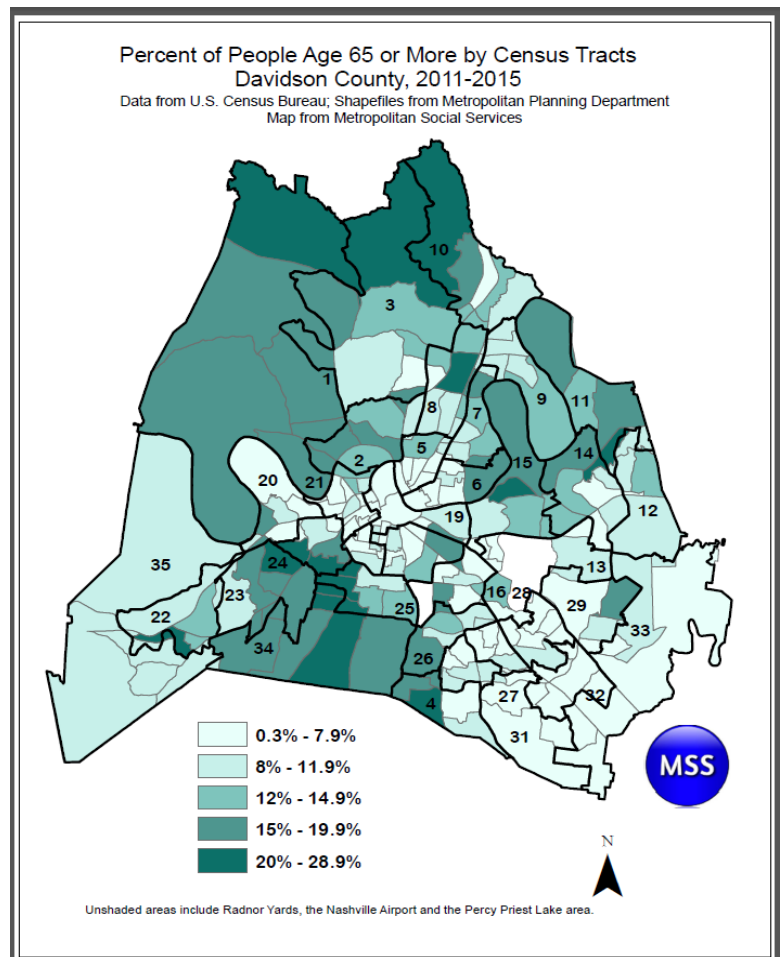 Percent of People Age 65 or More by Census Tracts
Davidson County, 2011-2015
Data from U.S. Census Bureau; Shapefiles from Metropolitan Planning Department
Map from Metropolitan Social Services
10
3
1
8
7
9
11
5
2
15
14
20
21
6
12
19
35
24
13
23
16
28
29
22
25
33
34
26
4
27
32
31
0.3% - 7.9%
8% - 11.9%
12% - 14.9%
15% - 19.9%
20% - 28.9%
MSS
N
Unshaded areas include Radnor Yards, the Nashville Airport and the Percy Priest Lake area.